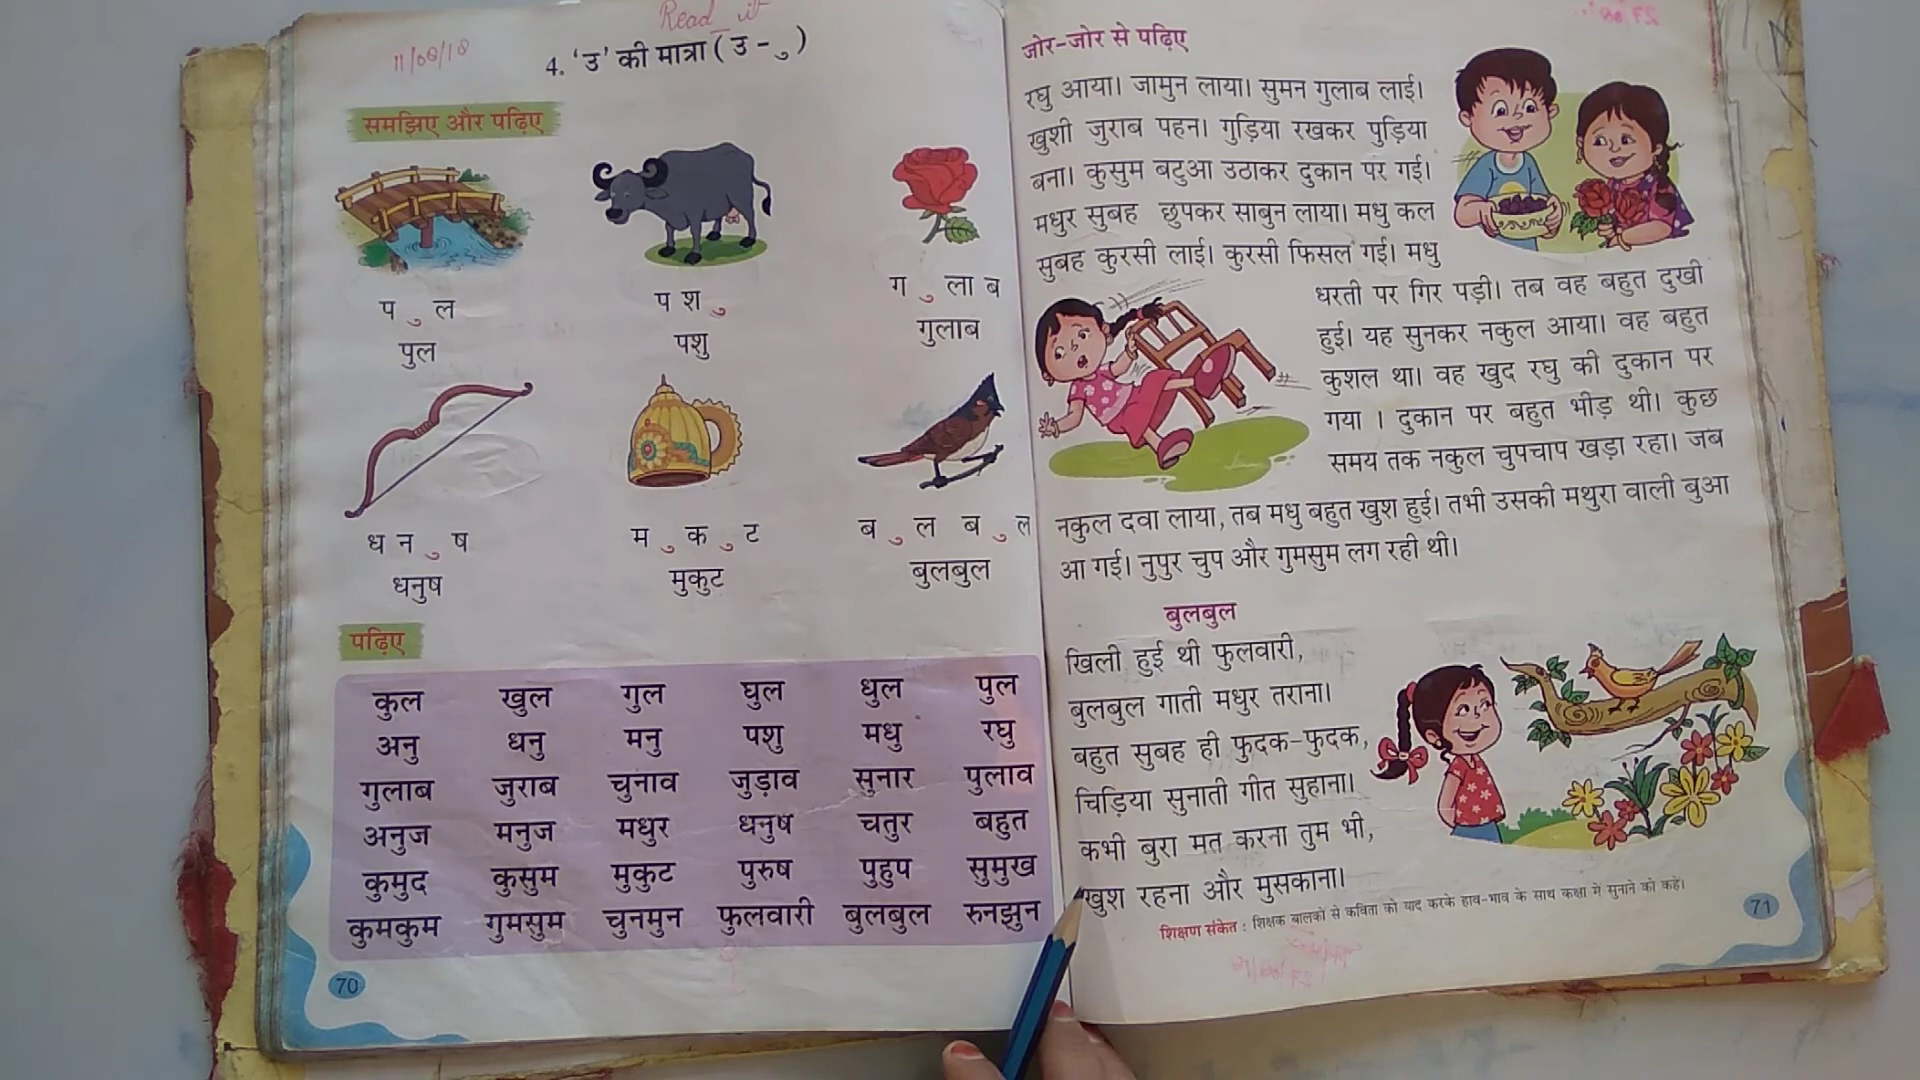 Read it
11/08/18
4. 'उ' की मात्रा ( उ - ु )
समझिए और पढ़िए
प ु ल
पुल
प श ु
पशु
ग ु ला ब
गुलाब
ध न ु ष
धनुष
म ु क ु ट
मुकुट
ब ु ल ब ु ल
बुलबुल
पढ़िए
कुल खुल गुल घुल धुल पुल
अनु धनु मनु पशु मधु रघु
गुलाब जुराब चुनाव जुड़ाव सुनार पुलाव
अनुज मनुज मधुर धनुष चतुर बहुत
कुमुद कुसुम मुकुट पुरुष पुहुप सुमुख
कुमकुम गुमसुम चुनमुन फुलवारी बुलबुल रुनझुन
70
जोर-जोर से पढ़िए
रघु आया। जामुन लाया। सुमन गुलाब लाई।
खुशी जुराब पहन। गुड़िया रखकर पुड़िया
बना। कुसुम बटुआ उठाकर दुकान पर गई।
मधुर सुबह छुपकर साबुन लाया। मधु कल
सुबह कुरसी लाई। कुरसी फिसल गई। मधु
धरती पर गिर पड़ी। तब वह बहुत दुखी
हुई। यह सुनकर नकुल आया। वह बहुत
कुशल था। वह खुद रघु की दुकान पर
गया । दुकान पर बहुत भीड़ थी। कुछ
समय तक नकुल चुपचाप खड़ा रहा। जब
नकुल दवा लाया, तब मधु बहुत खुश हुई। तभी उसकी मथुरा वाली बुआ
आ गई। नुपुर चुप और गुमसुम लग रही थी।
बुलबुल
खिली हुई थी फुलवारी,
बुलबुल गाती मधुर तराना।
बहुत सुबह ही फुदक-फुदक,
चिड़िया सुनाती गीत सुहाना।
कभी बुरा मत करना तुम भी,
खुश रहना और मुसकाना।
शिक्षण संकेत : शिक्षक बालकों से कविता को याद करके हाव-भाव के साथ कक्षा में सुनाने को कहें।
71